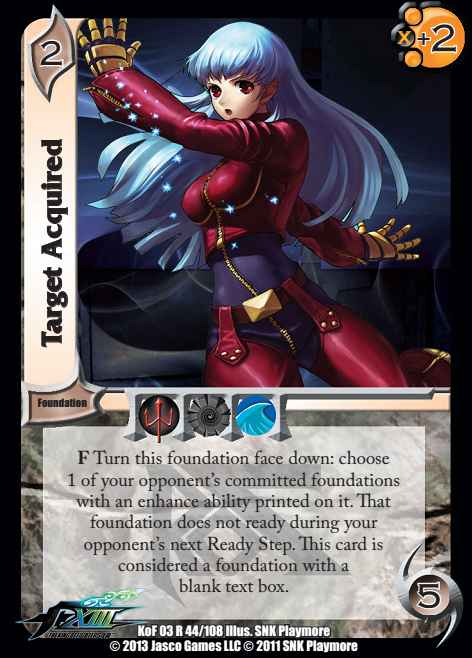 2
X+2
Target Acquired
Foundation
F Turn this foundation face down: choose
1 of your opponent's committed foundations
with an enhance ability printed on it. That
foundation does not ready during your
opponent's next Ready Step. This card is
considered a foundation with a
blank text box.
5
XIII
KoF 03 R 44/108 Illus. SNK Playmore
© 2013 Jasco Games LLC © 2011 SNK Playmore